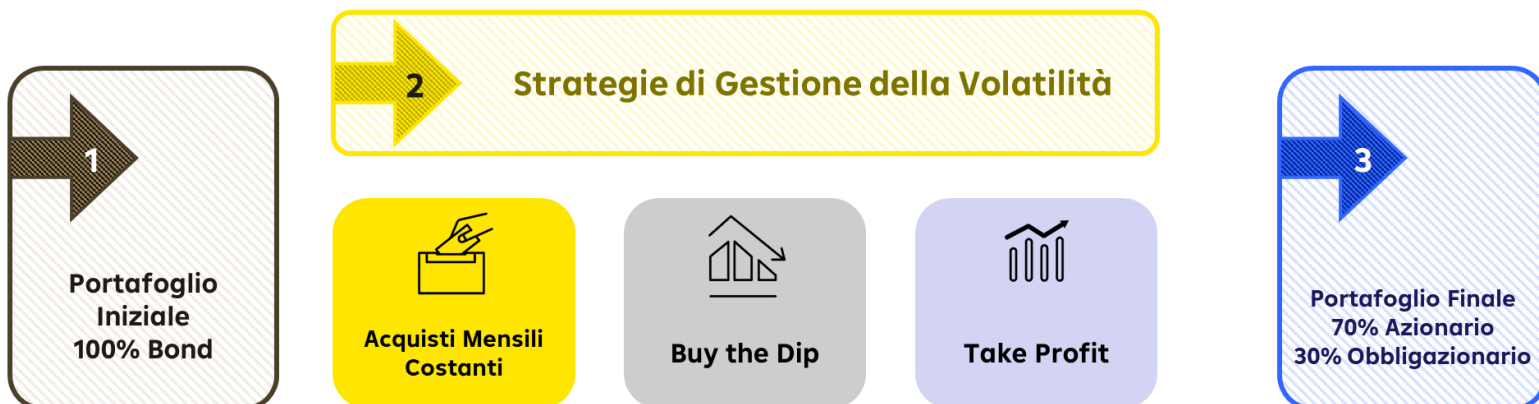 1
Portafoglio
Iniziale
100% Bond
2
Strategie di Gestione della Volatilità
Acquisti Mensili
Costanti
Buy the Dip
Take Profit
3
Portafoglio Finale
70% Azionario
30% Obbligazionario